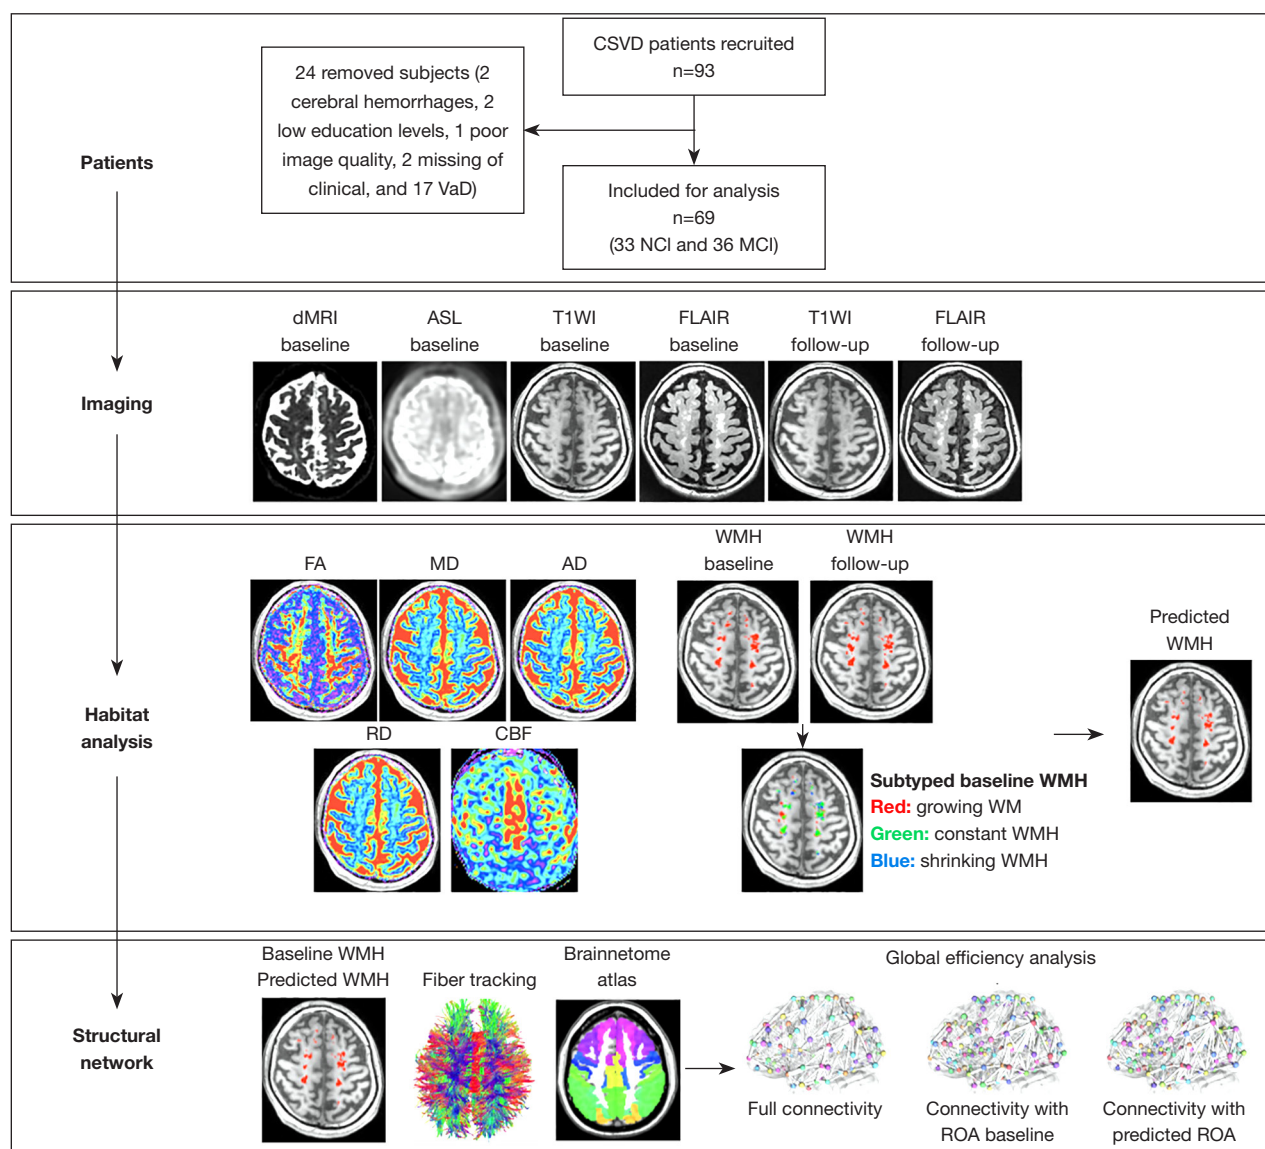 CSVD patients recruited
n=93
24 removed subjects (2
cerebral hemorrhages, 2
low education levels, 1 poor
image quality, 2 missing of
clinical, and 17 VaD)
Patients
Included for analysis
n=69
(33 NCI and 36 MCI)
dMRI
baseline
ASL
baseline
T1WI
baseline
FLAIR
baseline
T1WI
follow-up
FLAIR
follow-up
Imaging
FA
MD
AD
WMH
baseline
WMH
follow-up
Predicted
WMH
Habitat
analysis
RD
CBF
Subtyped baseline WMH
Red: growing WM
Green: constant WMH
Blue: shrinking WMH
Baseline WMH
Predicted WMH
Fiber tracking
Brainnetome
atlas
Global efficiency analysis
Structural
network
Full connectivity
Connectivity with
ROA baseline
Connectivity with
predicted ROA